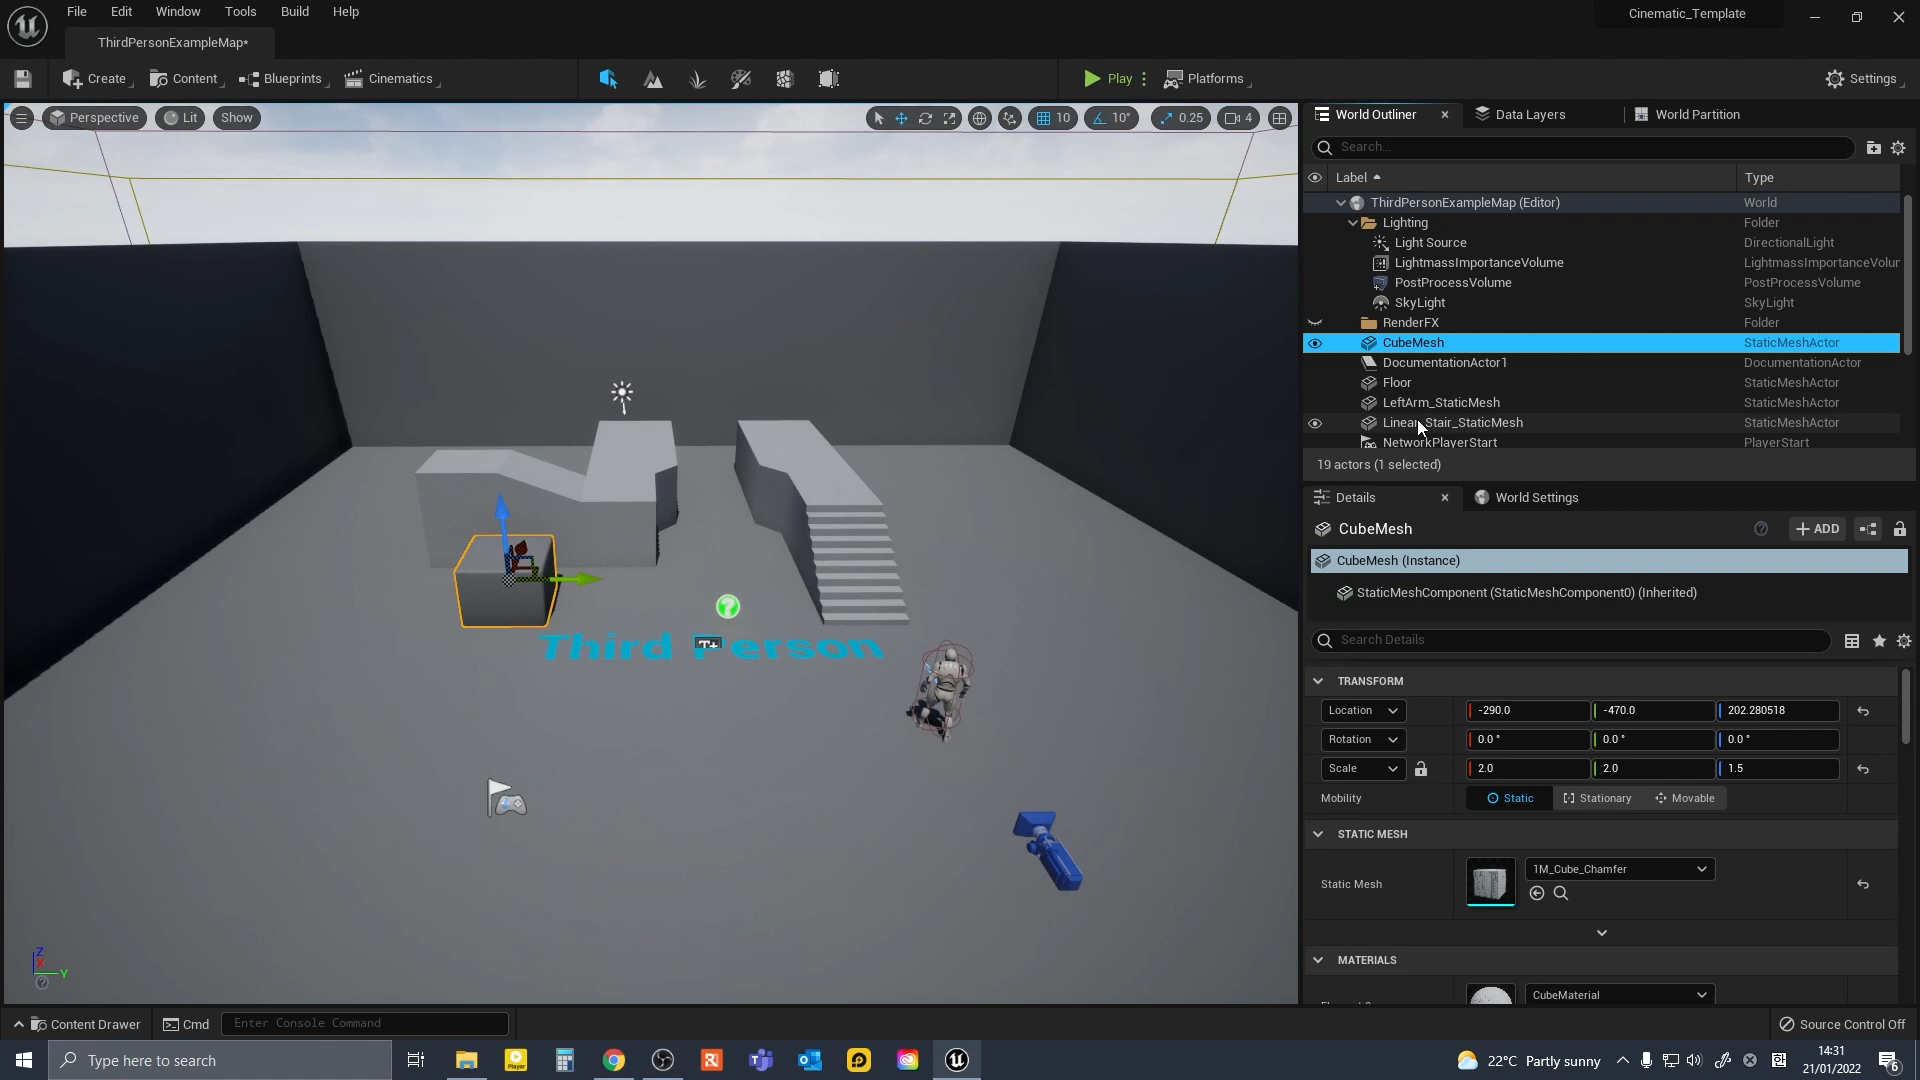 File Edit Window Tools Build Help
Cinematic_Template
ThirdPersonExampleMap*
Create Content Blueprints Cinematics Play Platforms Settings
Perspective Lit Show 10 10° 0.25 4
World Outliner Data Layers World Partition
Search...
Label Type
ThirdPersonExampleMap (Editor) World
Lighting Folder
Light Source DirectionalLight
LightmassImportanceVolume LightmassImportanceVolur
PostProcessVolume PostProcessVolume
SkyLight SkyLight
RenderFX Folder
CubeMesh StaticMeshActor
DocumentationActor1 DocumentationActor
Floor StaticMeshActor
LeftArm_StaticMesh StaticMeshActor
Linear_Stair_StaticMesh StaticMeshActor
NetworkPlayerStart PlayerStart
19 actors (1 selected)
Details World Settings
CubeMesh ADD
CubeMesh (Instance)
StaticMeshComponent (StaticMeshComponent0) (Inherited)
Search Details
TRANSFORM
Location -290.0 -470.0 202.280518
Rotation 0.0 ° 0.0 ° 0.0 °
Scale 2.0 2.0 1.5
Mobility Static Stationary Movable
STATIC MESH
Static Mesh 1M_Cube_Chamfer
MATERIALS
CubeMaterial
Third Person
T+
Z
X
Y
Content Drawer Cmd Enter Console Command Source Control Off
Type here to search
Player
22°C Partly sunny
14:31
21/01/2022
6